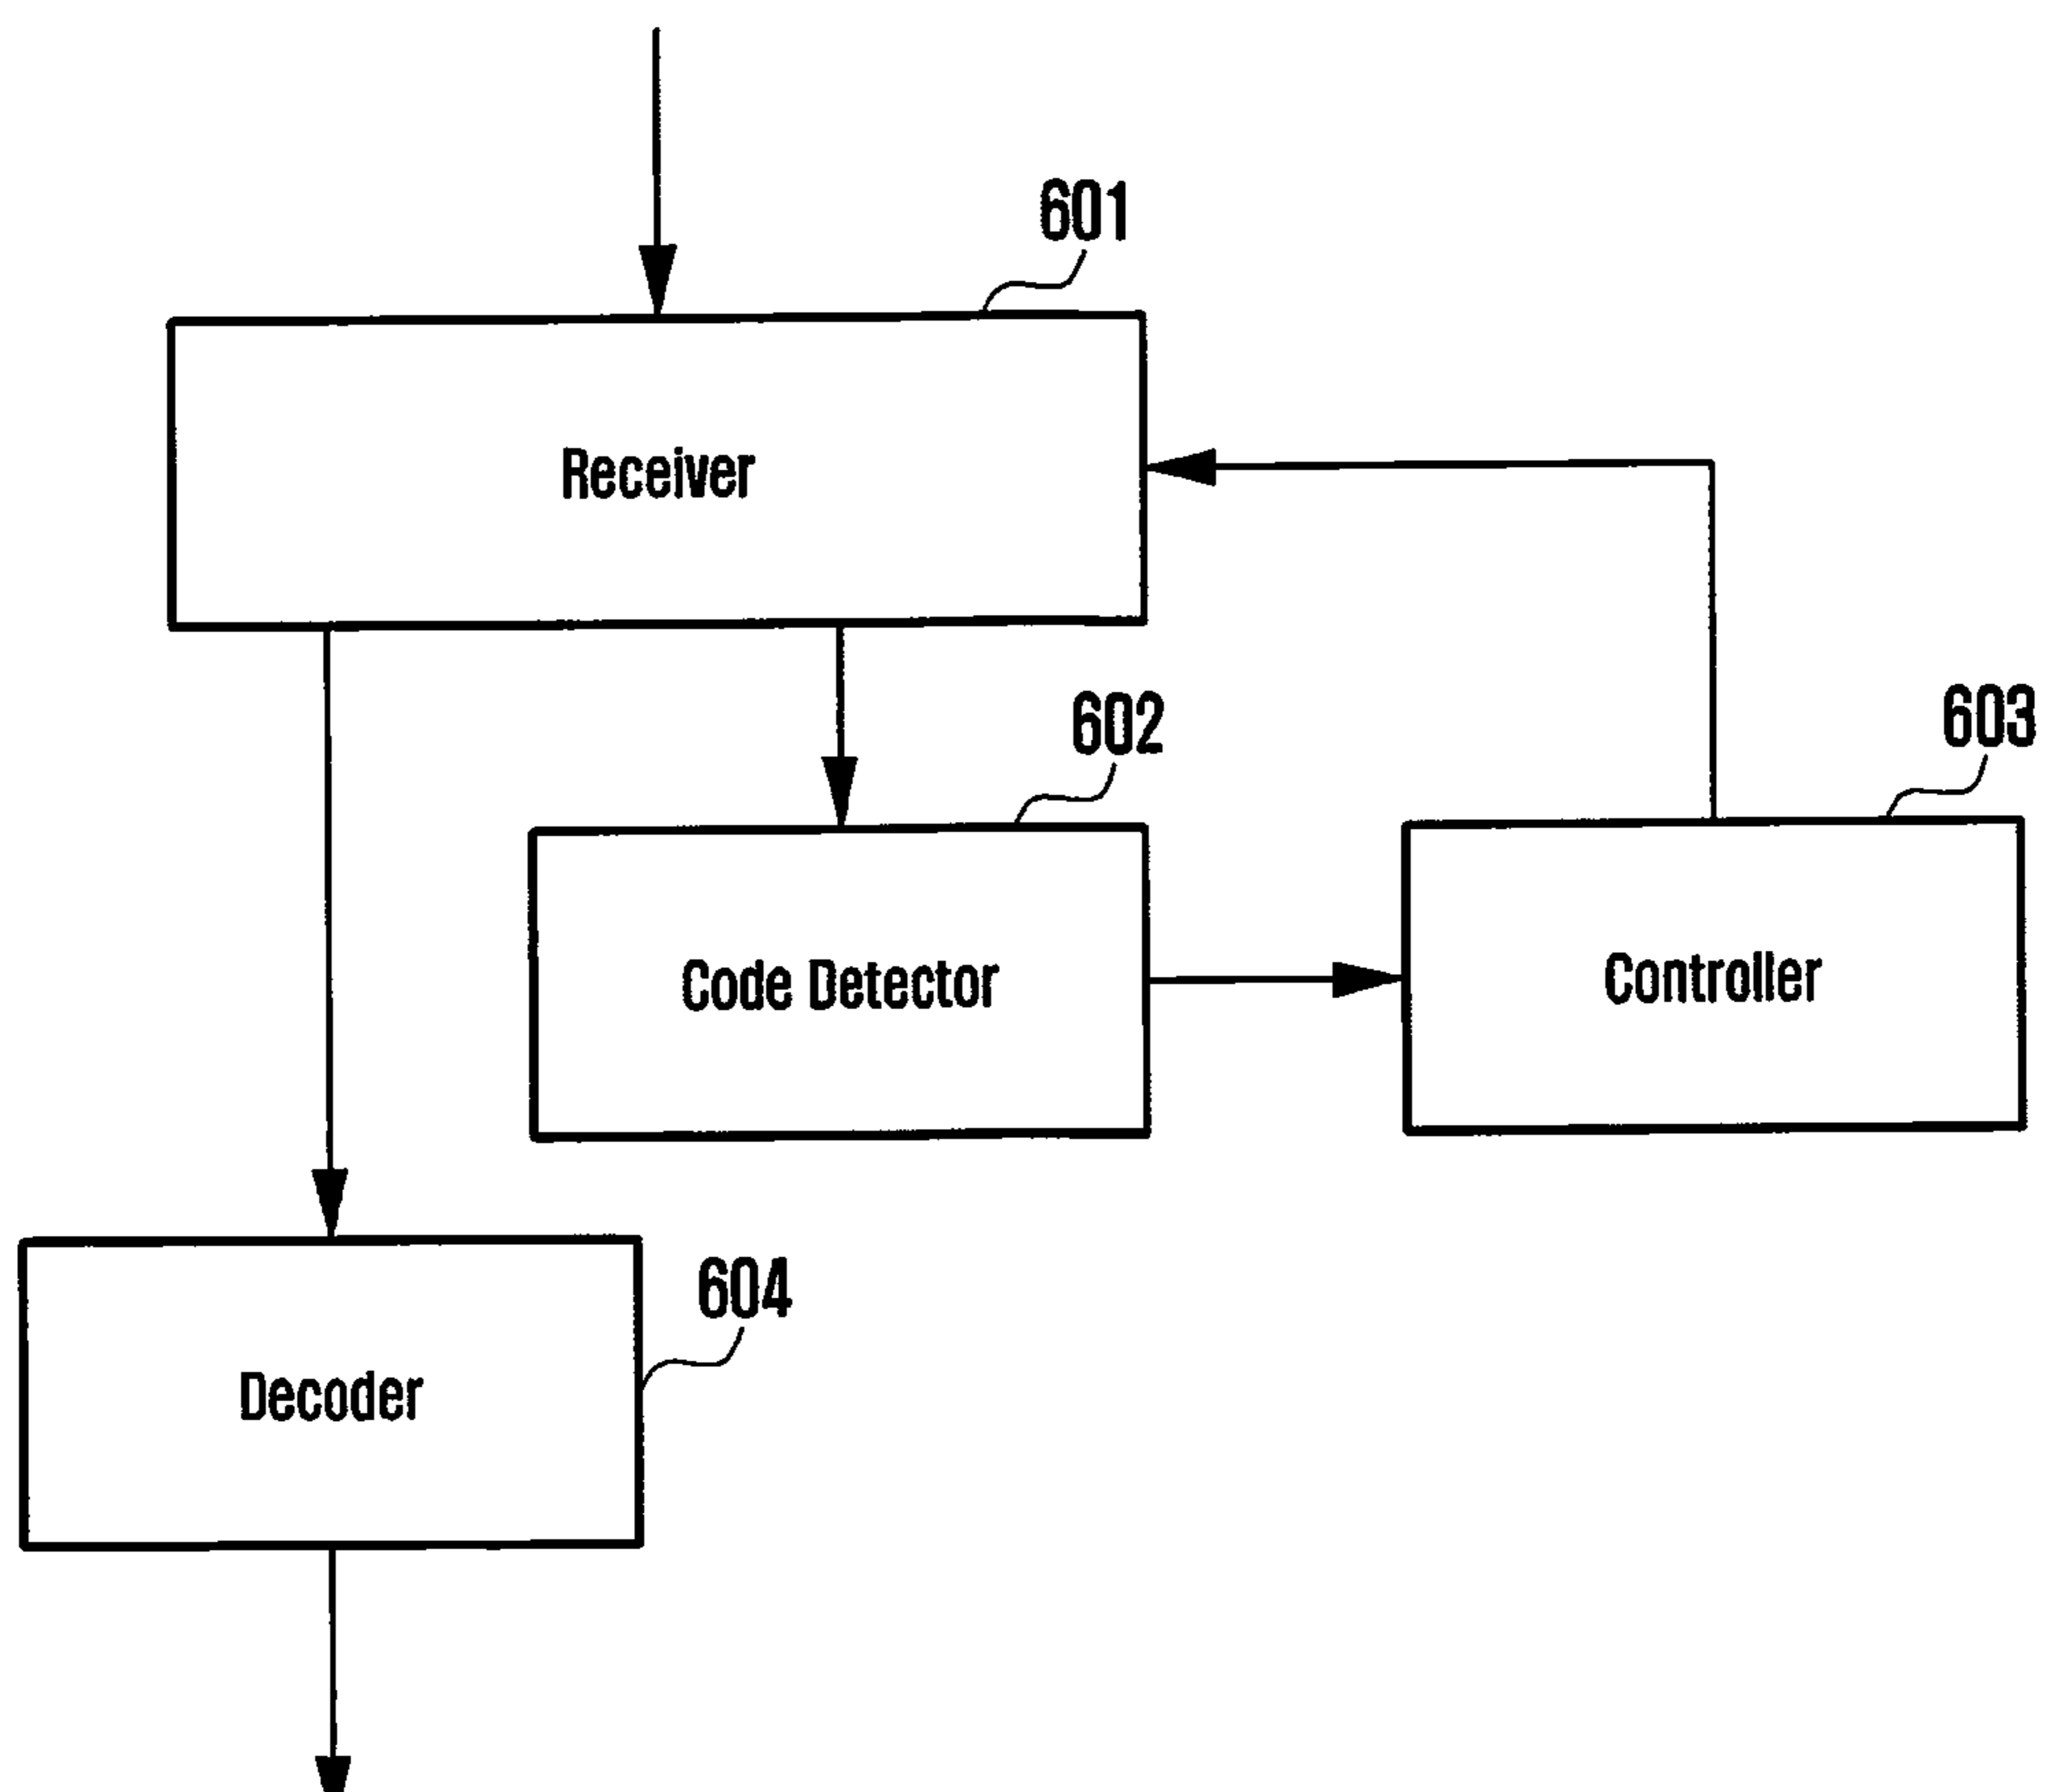 601
Receiver
602
603
Code Detector
Controller
604
Decoder